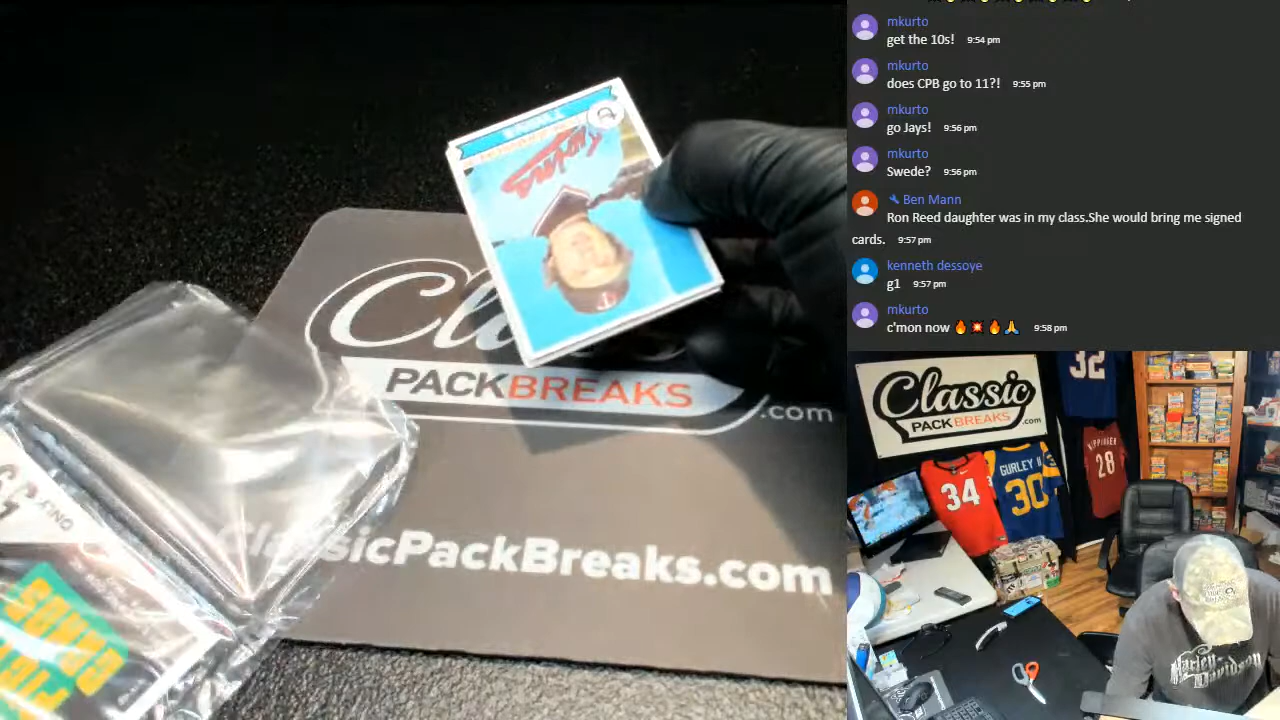 mkurto
get the 10s! 9:54 pm
mkurto
does CPB go to 11?! 9:55 pm
mkurto
go Jays! 9:56 pm
mkurto
Swede? 9:56 pm
Ben Mann
Ron Reed daughter was in my class.She would bring me signed
cards. 9:57 pm
kenneth dessoye
g1 9:57 pm
mkurto
c'mon now 🔥💥🔥🙏 9:58 pm
PACKBREAKS
.com
ClassicPackBreaks.com
Classic
PACKBREAKS
.com
32
34
GURLEY II
30
28
Harley-Davidson